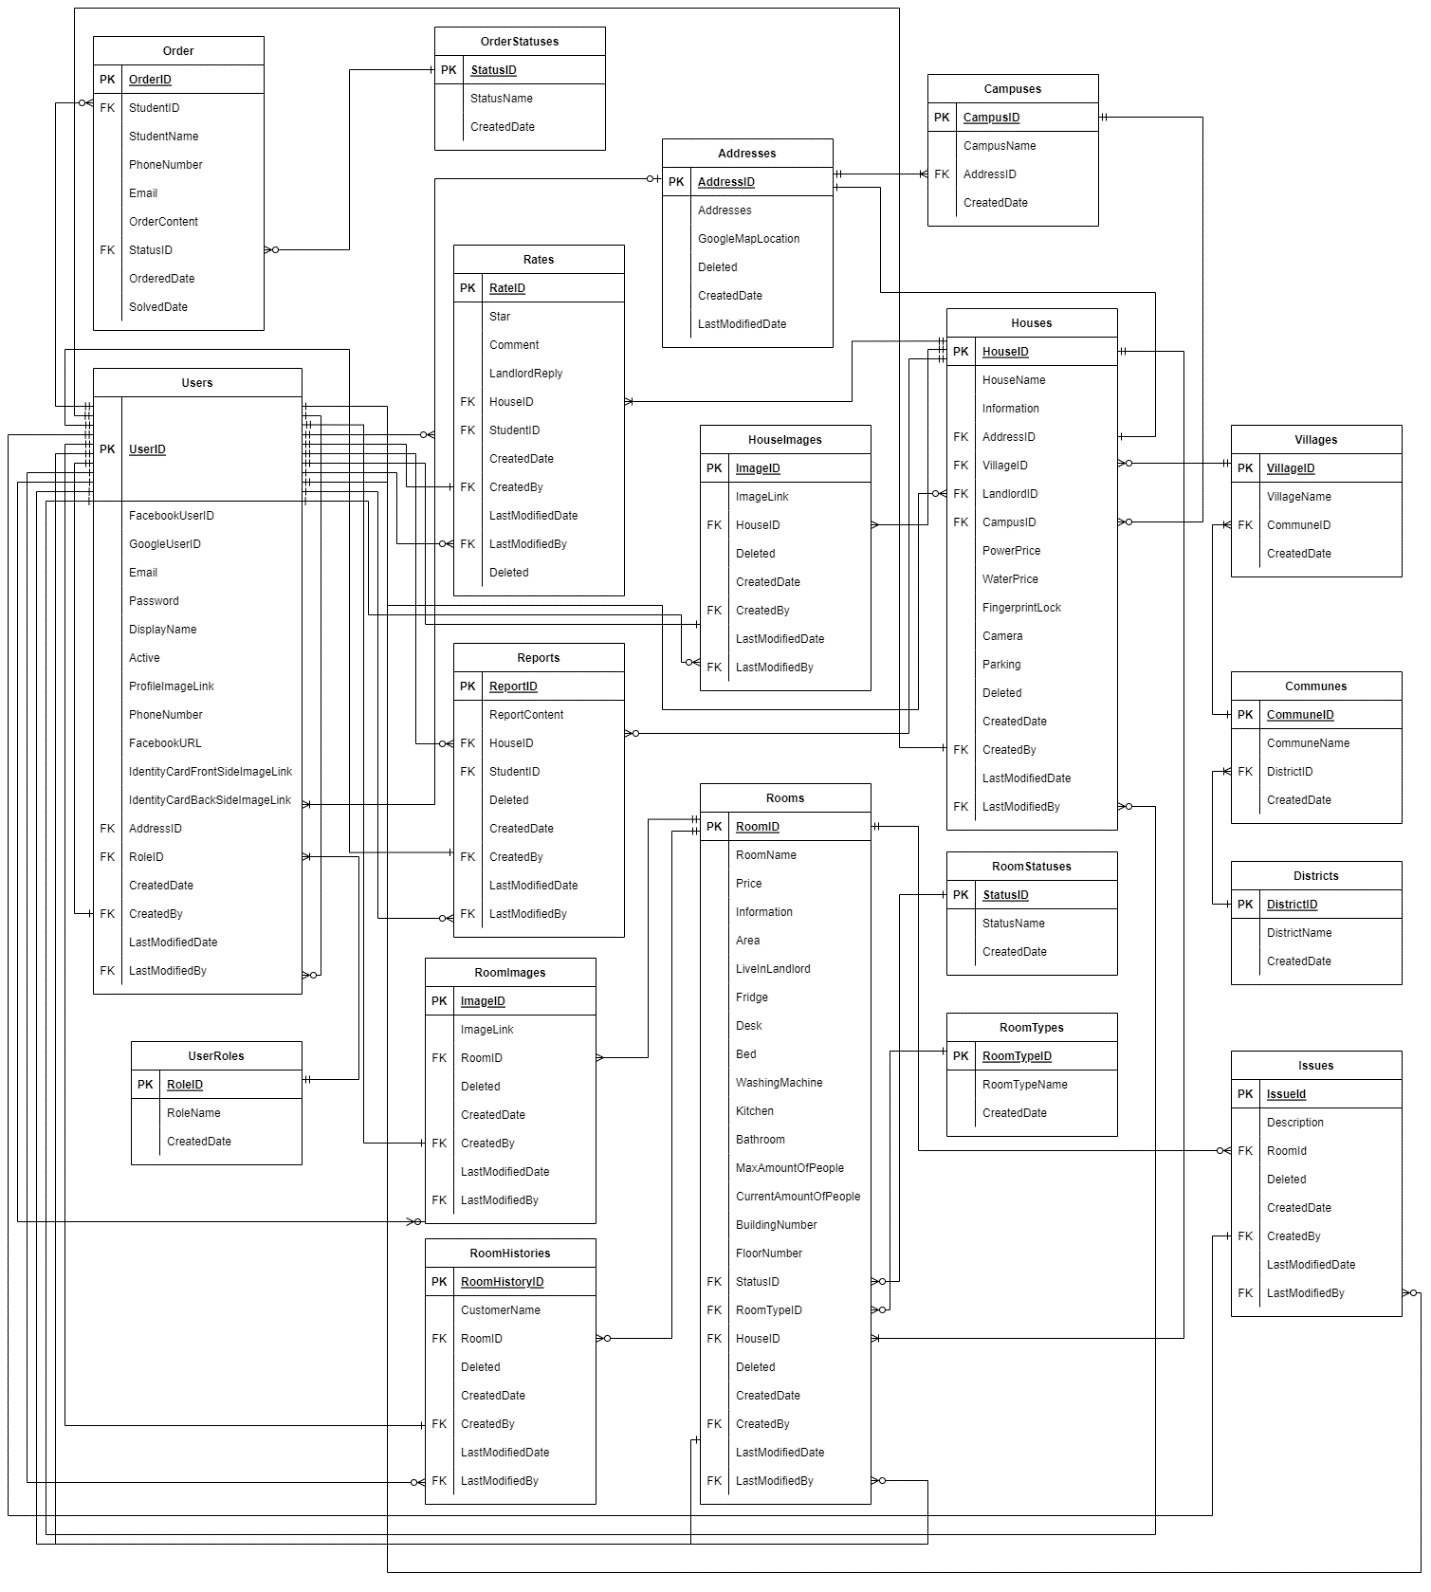 Order
PK OrderID
FK StudentID
StudentName
PhoneNumber
Email
OrderContent
FK StatusID
OrderedDate
SolvedDate
OrderStatuses
PK StatusID
StatusName
CreatedDate
Addresses
PK AddressID
Addresses
GoogleMapLocation
Deleted
CreatedDate
LastModifiedDate
Campuses
PK CampusID
CampusName
FK AddressID
CreatedDate
Rates
PK RateID
Star
Comment
LandlordReply
FK HouseID
FK StudentID
CreatedDate
FK CreatedBy
LastModifiedDate
FK LastModifiedBy
Deleted
Houses
PK HouseID
HouseName
Information
FK AddressID
FK VillageID
FK LandlordID
FK CampusID
PowerPrice
WaterPrice
FingerprintLock
Camera
Parking
Deleted
CreatedDate
FK CreatedBy
LastModifiedDate
FK LastModifiedBy
Users
PK UserID
FacebookUserID
GoogleUserID
Email
Password
DisplayName
Active
ProfileImageLink
PhoneNumber
FacebookURL
IdentityCardFrontSideImageLink
IdentityCardBackSideImageLink
FK AddressID
FK RoleID
CreatedDate
FK CreatedBy
LastModifiedDate
FK LastModifiedBy
HouseImages
PK ImageID
ImageLink
FK HouseID
Deleted
CreatedDate
FK CreatedBy
LastModifiedDate
FK LastModifiedBy
Villages
PK VillageID
VillageName
FK CommuneID
CreatedDate
Reports
PK ReportID
ReportContent
FK HouseID
FK StudentID
Deleted
CreatedDate
FK CreatedBy
LastModifiedDate
FK LastModifiedBy
Communes
PK CommuneID
CommuneName
FK DistrictID
CreatedDate
Rooms
PK RoomID
RoomName
Price
Information
Area
LiveInLandlord
Fridge
Desk
Bed
WashingMachine
Kitchen
Bathroom
MaxAmountOfPeople
CurrentAmountOfPeople
BuildingNumber
FloorNumber
FK StatusID
FK RoomTypeID
FK HouseID
Deleted
CreatedDate
FK CreatedBy
LastModifiedDate
FK LastModifiedBy
RoomStatuses
PK StatusID
StatusName
CreatedDate
Districts
PK DistrictID
DistrictName
CreatedDate
RoomImages
PK ImageID
ImageLink
FK RoomID
Deleted
CreatedDate
FK CreatedBy
LastModifiedDate
FK LastModifiedBy
RoomTypes
PK RoomTypeID
RoomTypeName
CreatedDate
UserRoles
PK RoleID
RoleName
CreatedDate
Issues
PK IssueId
Description
FK RoomId
Deleted
CreatedDate
FK CreatedBy
LastModifiedDate
FK LastModifiedBy
RoomHistories
PK RoomHistoryID
CustomerName
FK RoomID
Deleted
CreatedDate
FK CreatedBy
LastModifiedDate
FK LastModifiedBy